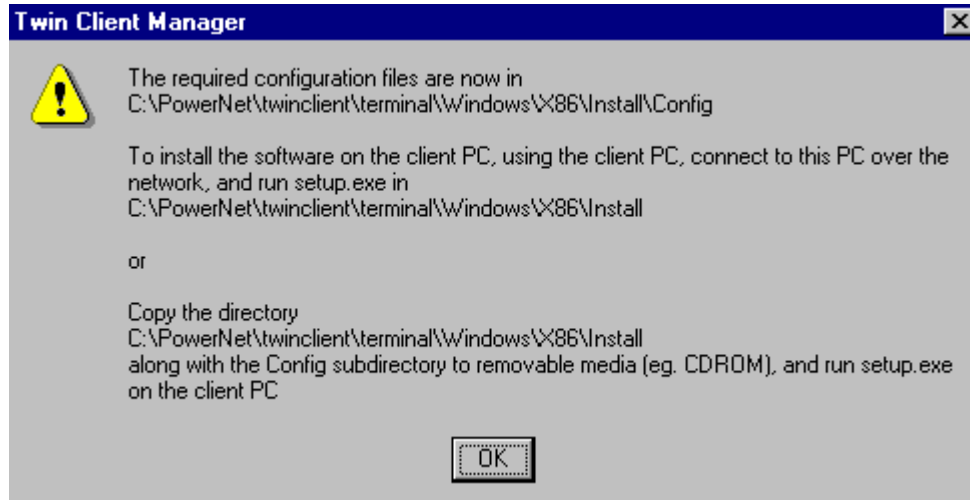 Twin Client Manager
The required configuration files are now in
C:\PowerNet\twinclient\terminal\Windows\X86\Install\Config
To install the software on the client PC, using the client PC, connect to this PC over the
network, and run setup.exe in
C:\PowerNet\twinclient\terminal\Windows\X86\Install
or
Copy the directory
C:\PowerNet\twinclient\terminal\Windows\X86\Install
along with the Config subdirectory to removable media (eg. CDROM), and run setup.exe
on the client PC
OK